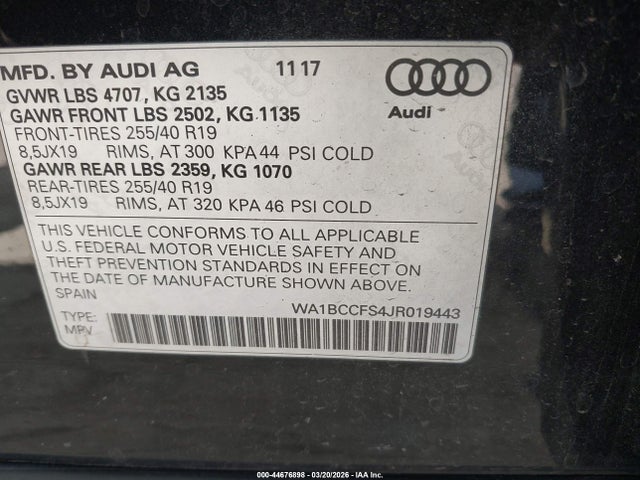 MFD. BY AUDI AG 11 17
GVWR LBS 4707, KG 2135
GAWR FRONT LBS 2502, KG 1135
FRONT-TIRES 255/40 R19
8,5JX19 RIMS, AT 300 KPA 44 PSI COLD
GAWR REAR LBS 2359, KG 1070
REAR-TIRES 255/40 R19
8,5JX19 RIMS, AT 320 KPA 46 PSI COLD
Audi
THIS VEHICLE CONFORMS TO ALL APPLICABLE
U.S. FEDERAL MOTOR VEHICLE SAFETY AND
THEFT PREVENTION STANDARDS IN EFFECT ON
THE DATE OF MANUFACTURE SHOWN ABOVE.
SPAIN
WA1BCCFS4JR019443
TYPE:
MPV
000-44676898 - 03/20/2026 - IAA Inc.